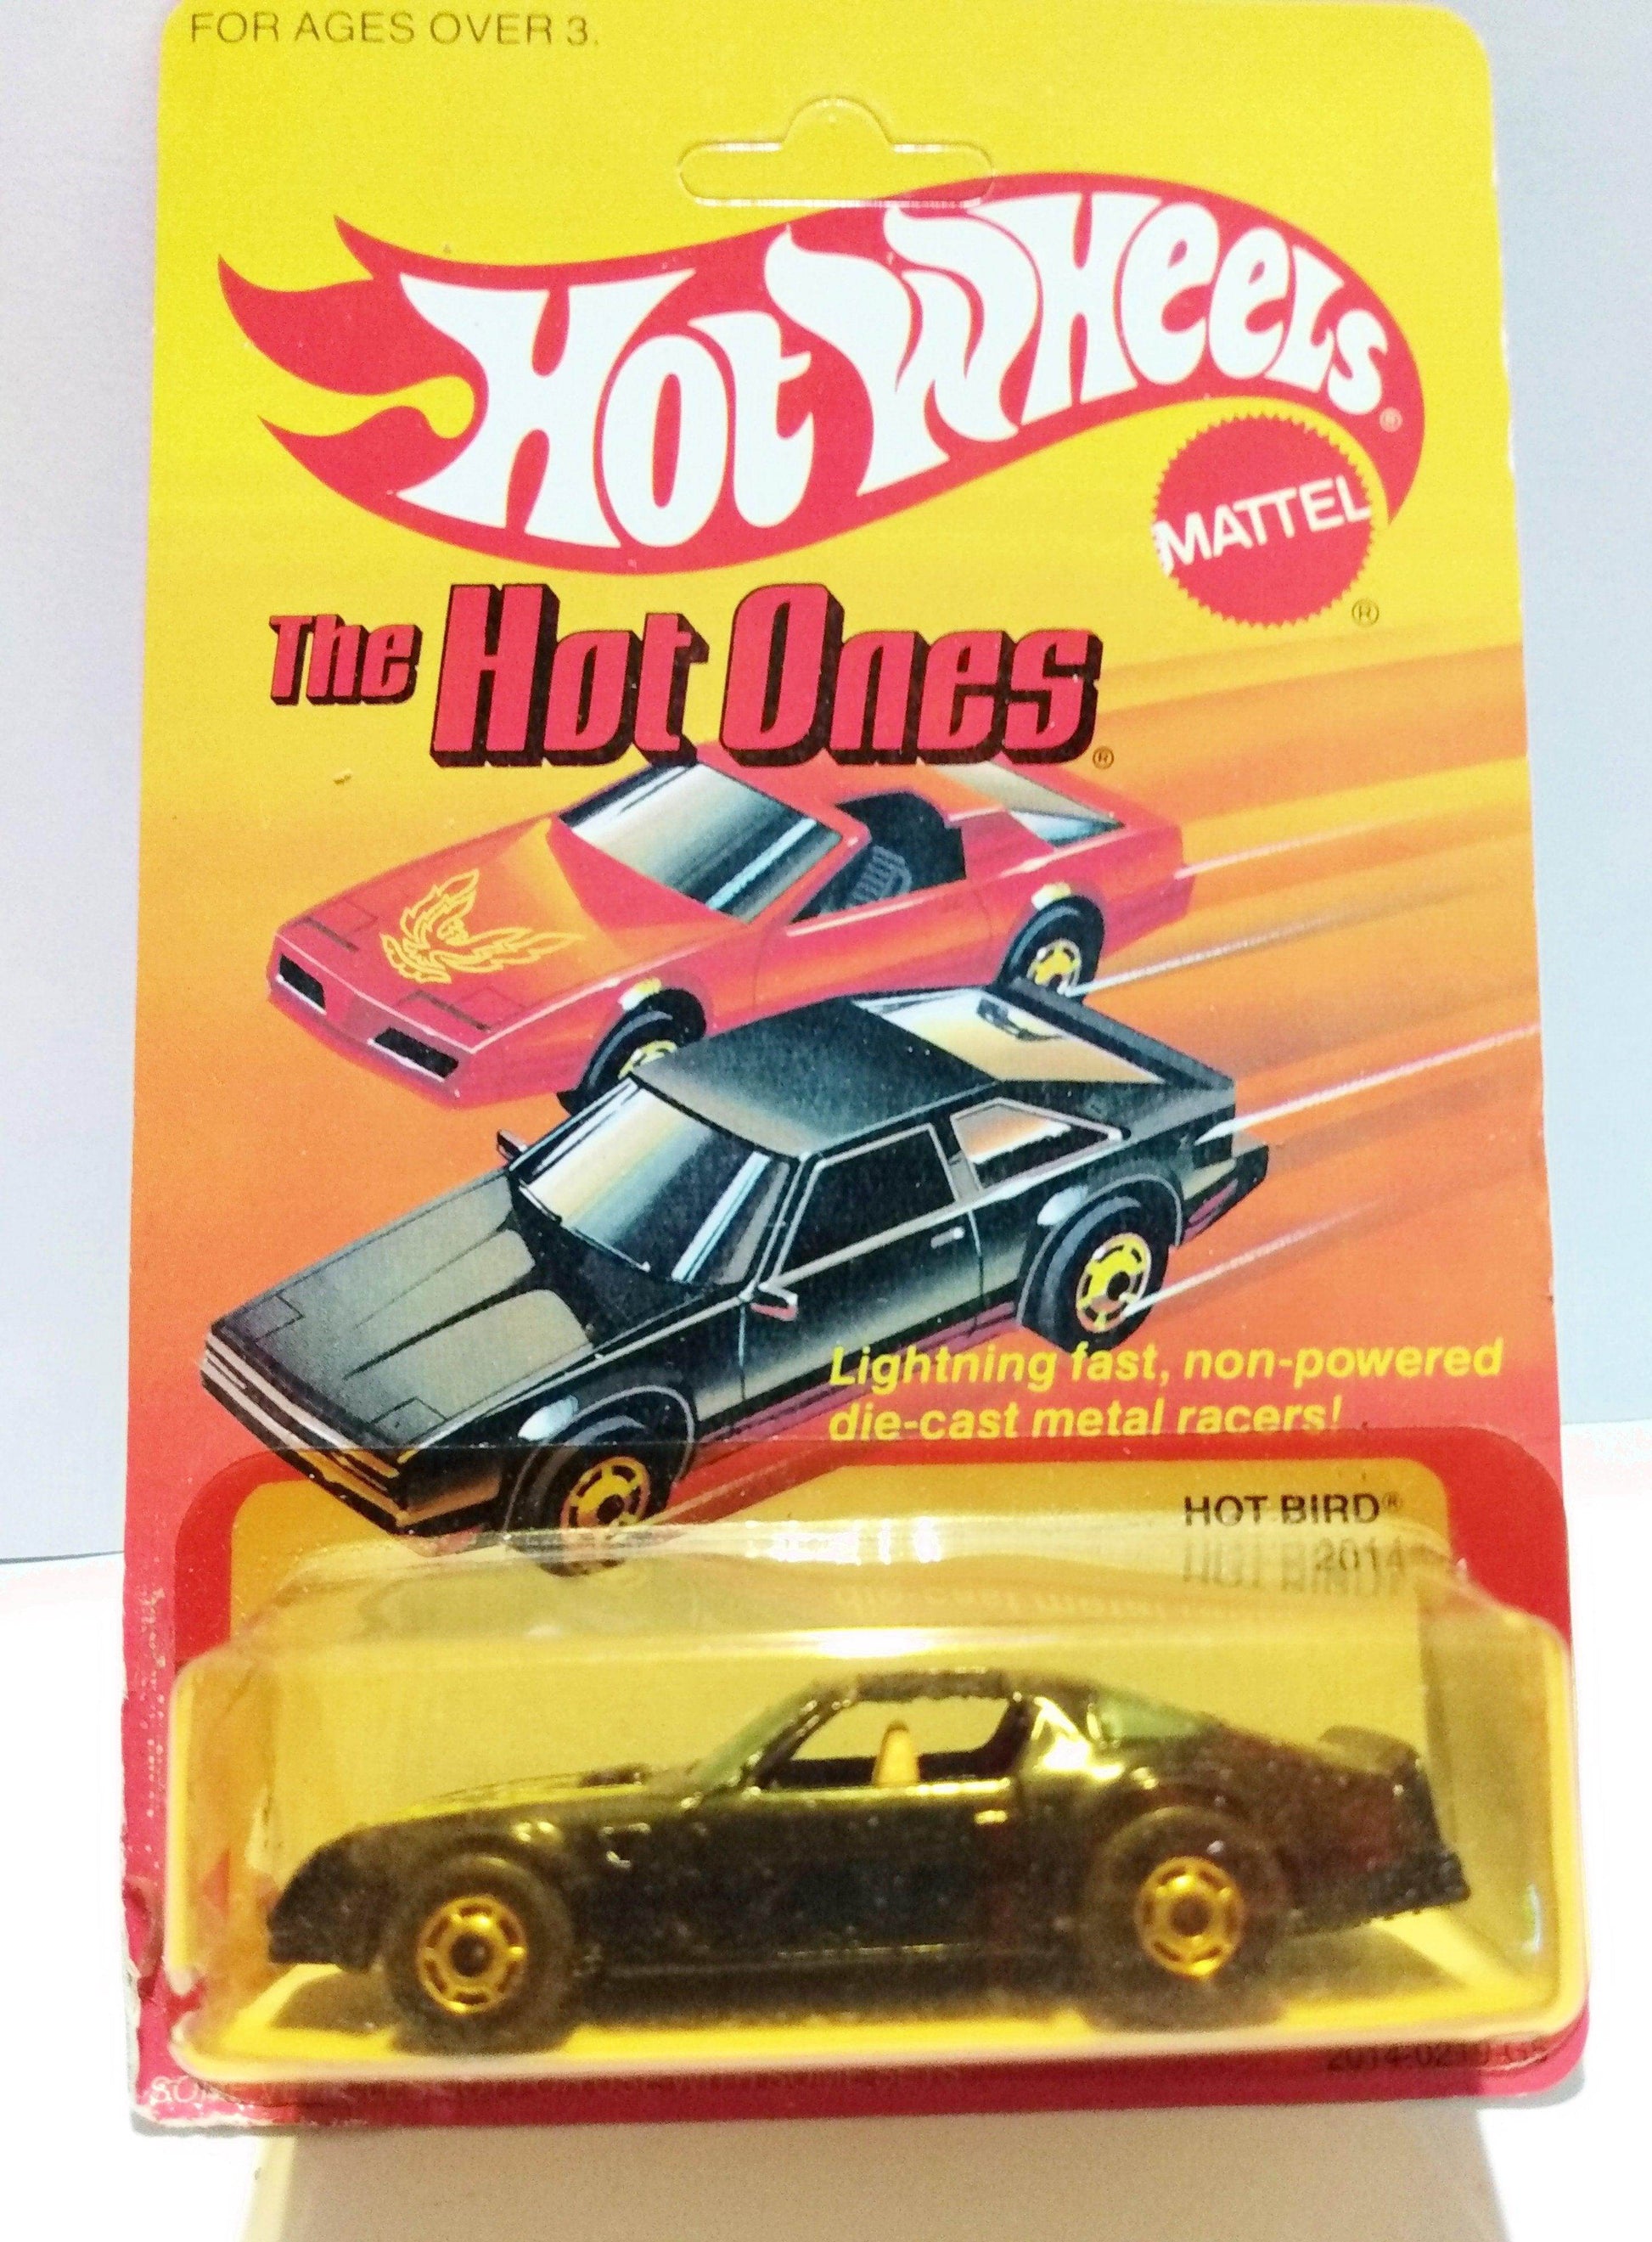 FOR AGES OVER 3.
HOT WHEELS®
MATTEL
®
The Hot Ones®
Lightning fast, non-powered
die-cast metal racers!
HOT BIRD®
2014